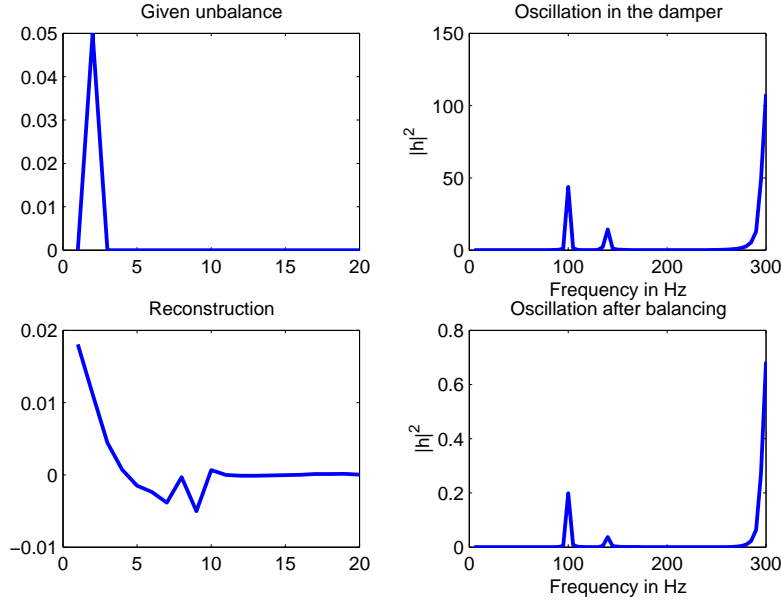 Given unbalance
0.05
0.04
0.03
0.02
0.01
0
0 5 10 15 20
Oscillation in the damper
150
100
50
0
|h|²
100 200 300
Frequency in Hz
Reconstruction
0.02
0.01
0
−0.01
0 5 10 15 20
Oscillation after balancing
0.8
0.6
0.4
0.2
0
|h|²
100 200 300
Frequency in Hz